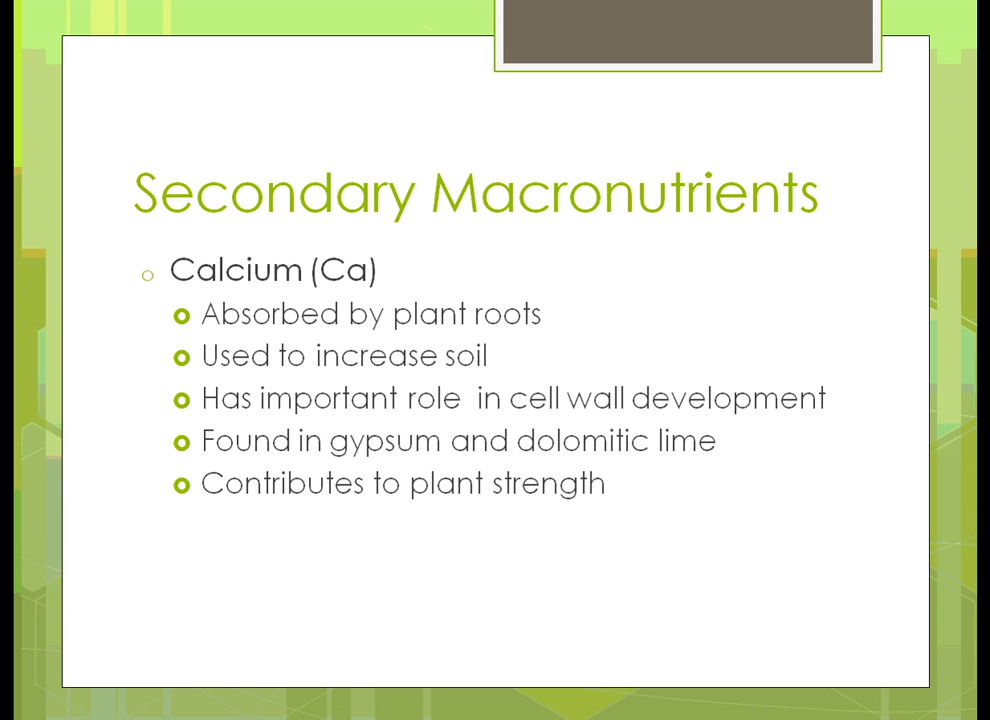 Secondary Macronutrients
Calcium (Ca)
Absorbed by plant roots
Used to increase soil
Has important role  in cell wall development
Found in gypsum and dolomitic lime
Contributes to plant strength